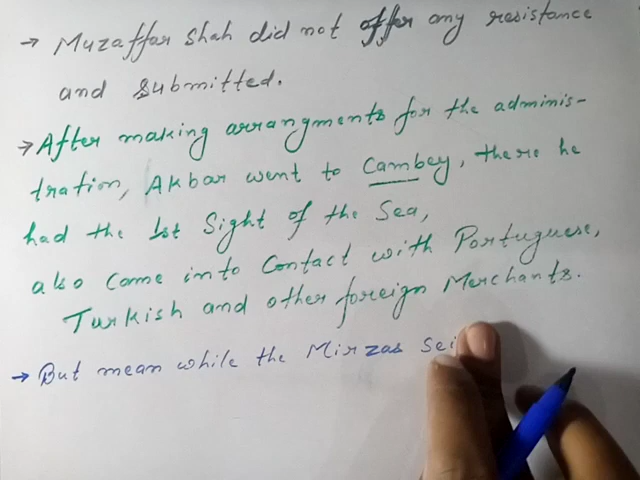 → Muzaffar Shah did not offer any resistance
and submitted.
→ After making arrangments for the adminis-
tration, Akbar went to Cambey, there he
had the 1st Sight of the Sea,
also Come into Contact with Portuguese,
Turkish and other foreign Merchants.
→ But mean while the Mirzas Sei